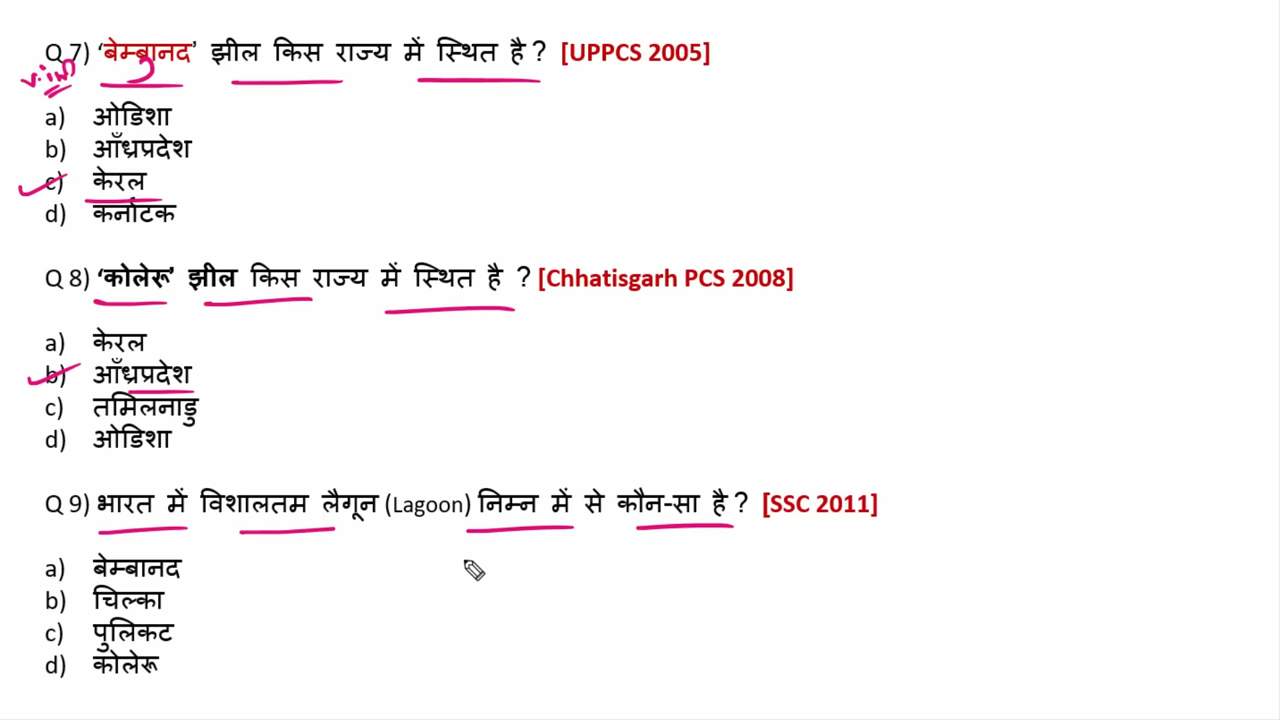 Q 7) ‘बेम्बानद’ झील किस राज्य में स्थित है ? [UPPCS 2005]
v.imp
a) ओडिशा
b) आँध्रप्रदेश
c) केरल
d) कर्नाटक
Q 8) ‘कोलेरू’ झील किस राज्य में स्थित है ? [Chhatisgarh PCS 2008]
a) केरल
b) आँध्रप्रदेश
c) तमिलनाडु
d) ओडिशा
Q 9) भारत में विशालतम लैगून (Lagoon) निम्न में से कौन-सा है ? [SSC 2011]
a) बेम्बानद
b) चिल्का
c) पुलिकट
d) कोलेरू